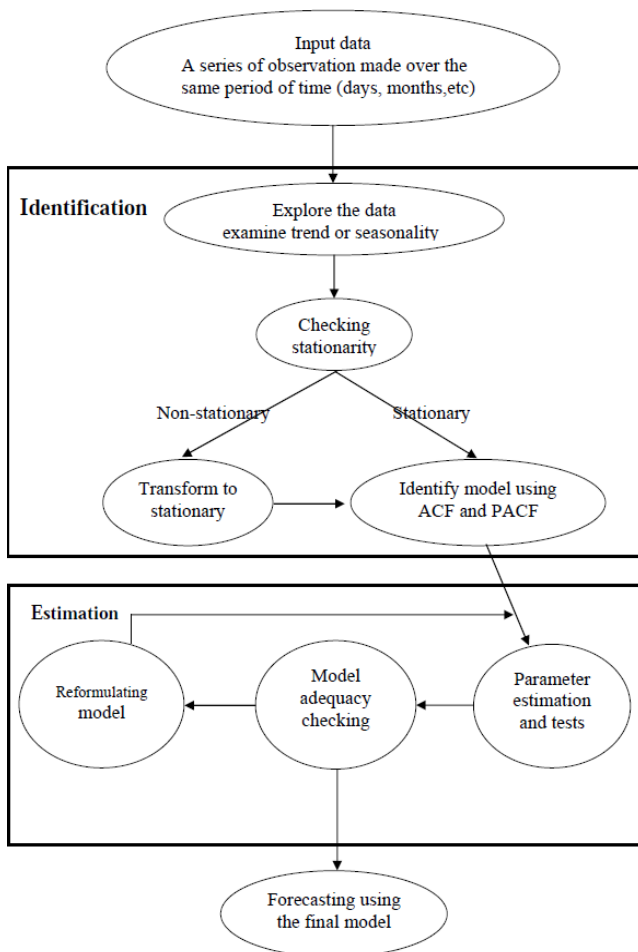 Input data
A series of observation made over the
same period of time (days, months,etc)
Identification
Explore the data
examine trend or seasonality
Checking
stationarity
Non-stationary
Stationary
Transform to
stationary
Identify model using
ACF and PACF
Estimation
Reformulating
model
Model
adequacy
checking
Parameter
estimation
and tests
Forecasting using
the final model